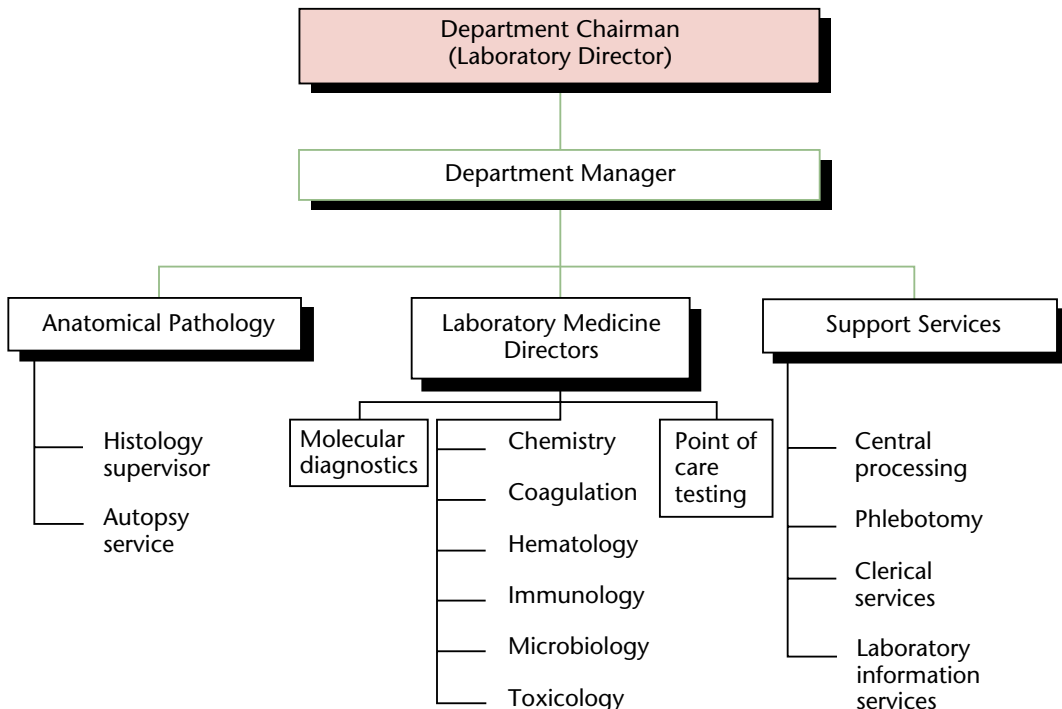 Department Chairman
(Laboratory Director)
Department Manager
Anatomical Pathology
Histology
supervisor
Autopsy
service
Laboratory Medicine
Directors
Molecular
diagnostics
Chemistry
Coagulation
Hematology
Immunology
Microbiology
Toxicology
Point of
care
testing
Support Services
Central
processing
Phlebotomy
Clerical
services
Laboratory
information
services